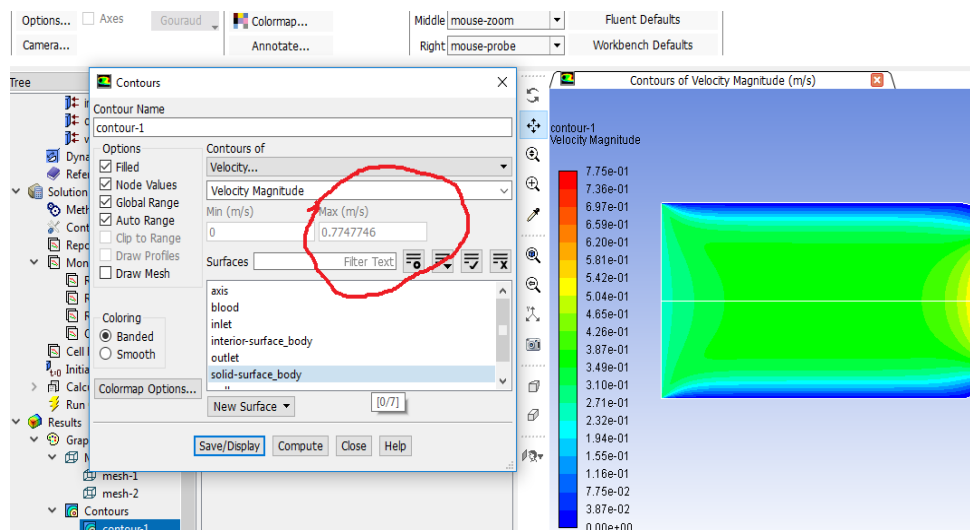 Options...
Axes
Gouraud
Colormap...
Middle mouse-zoom
Fluent Defaults
Camera...
Annotate...
Right mouse-probe
Workbench Defaults
Tree
Contours
Contours of Velocity Magnitude (m/s)
Contour Name
contour-1
Options
Filled
Node Values
Global Range
Auto Range
Clip to Range
Draw Profiles
Draw Mesh
Coloring
Banded
Smooth
Colormap Options...
Contours of
Velocity...
Velocity Magnitude
Min (m/s)
Max (m/s)
0
0.7747746
Surfaces
Filter Text
axis
blood
inlet
interior-surface_body
outlet
solid-surface_body
New Surface
[0/7]
Save/Display
Compute
Close
Help
Solution
Results
mesh-1
mesh-2
Contours
contour-1
contour-1
Velocity Magnitude
7.75e-01
7.36e-01
6.97e-01
6.59e-01
6.20e-01
5.81e-01
5.42e-01
5.04e-01
4.65e-01
4.26e-01
3.87e-01
3.49e-01
3.10e-01
2.71e-01
2.32e-01
1.94e-01
1.55e-01
1.16e-01
7.75e-02
3.87e-02
0.00e+00